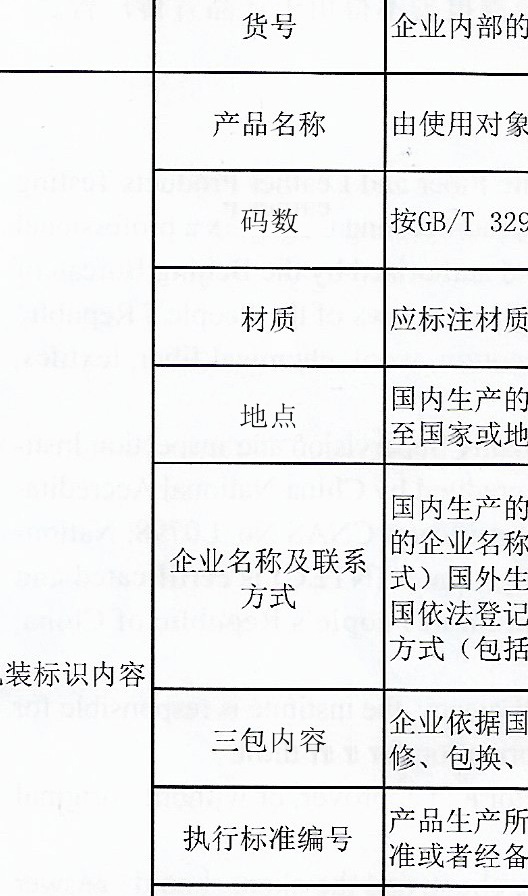 货号
企业内部的
产品名称
由使用对象
码数
按GB/T 329
材质
应标注材质
地点
国内生产的
至国家或地
装标识内容
企业名称及联系
方式
国内生产的
的企业名称
式）国外生
国依法登记
方式（包括
三包内容
企业依据国
修、包换、
执行标准编号
产品生产所
准或者经备